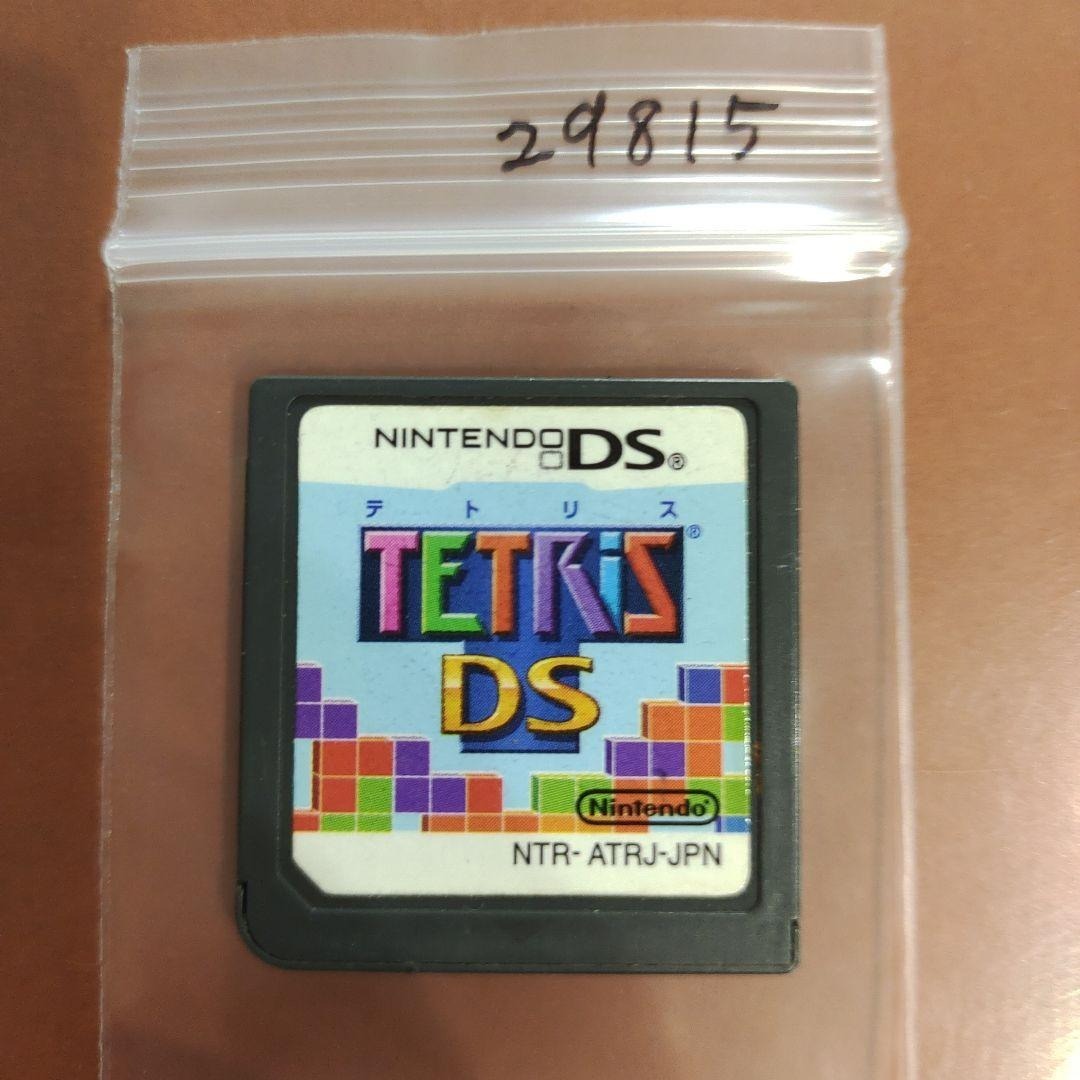 29815
NINTENDO DS®
テトリス
TETRiS®
DS
Nintendo®
NTR- ATRJ-JPN